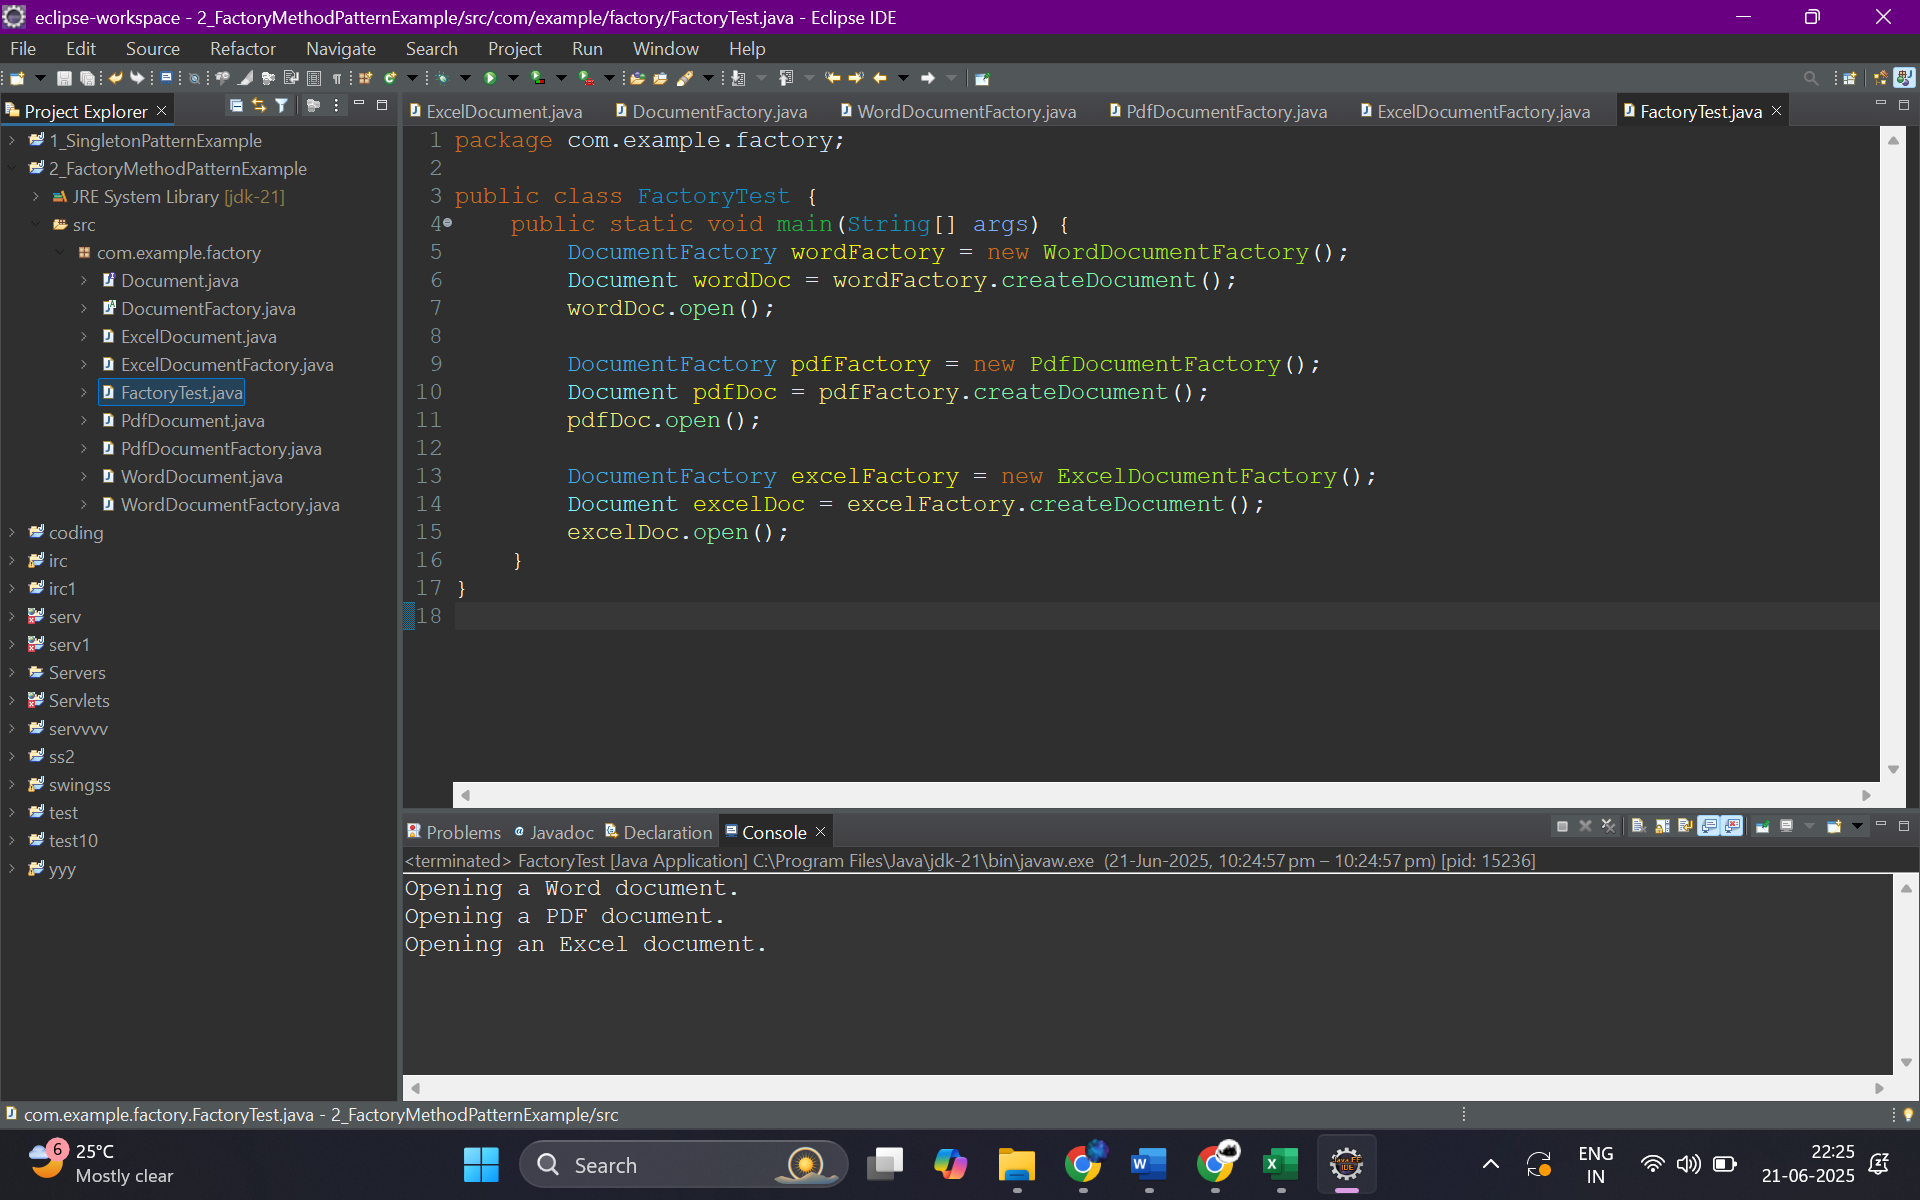 eclipse-workspace - 2_FactoryMethodPatternExample/src/com/example/factory/FactoryTest.java - Eclipse IDE
File Edit Source Refactor Navigate Search Project Run Window Help
Project Explorer
1_SingletonPatternExample
2_FactoryMethodPatternExample
JRE System Library [jdk-21]
src
com.example.factory
Document.java
DocumentFactory.java
ExcelDocument.java
ExcelDocumentFactory.java
FactoryTest.java
PdfDocument.java
PdfDocumentFactory.java
WordDocument.java
WordDocumentFactory.java
coding
irc
irc1
serv
serv1
Servers
Servlets
servvvv
ss2
swingss
test
test10
yyy
ExcelDocument.java DocumentFactory.java WordDocumentFactory.java PdfDocumentFactory.java ExcelDocumentFactory.java FactoryTest.java
1 package com.example.factory;
2
3 public class FactoryTest {
4 public static void main(String[] args) {
5 DocumentFactory wordFactory = new WordDocumentFactory();
6 Document wordDoc = wordFactory.createDocument();
7 wordDoc.open();
8
9 DocumentFactory pdfFactory = new PdfDocumentFactory();
10 Document pdfDoc = pdfFactory.createDocument();
11 pdfDoc.open();
12
13 DocumentFactory excelFactory = new ExcelDocumentFactory();
14 Document excelDoc = excelFactory.createDocument();
15 excelDoc.open();
16 }
17 }
18
Problems Javadoc Declaration Console
<terminated> FactoryTest [Java Application] C:\Program Files\Java\jdk-21\bin\javaw.exe (21-Jun-2025, 10:24:57 pm – 10:24:57 pm) [pid: 15236]
Opening a Word document.
Opening a PDF document.
Opening an Excel document.
com.example.factory.FactoryTest.java - 2_FactoryMethodPatternExample/src
6
25°C
Mostly clear
Search
ENG
IN
22:25
21-06-2025